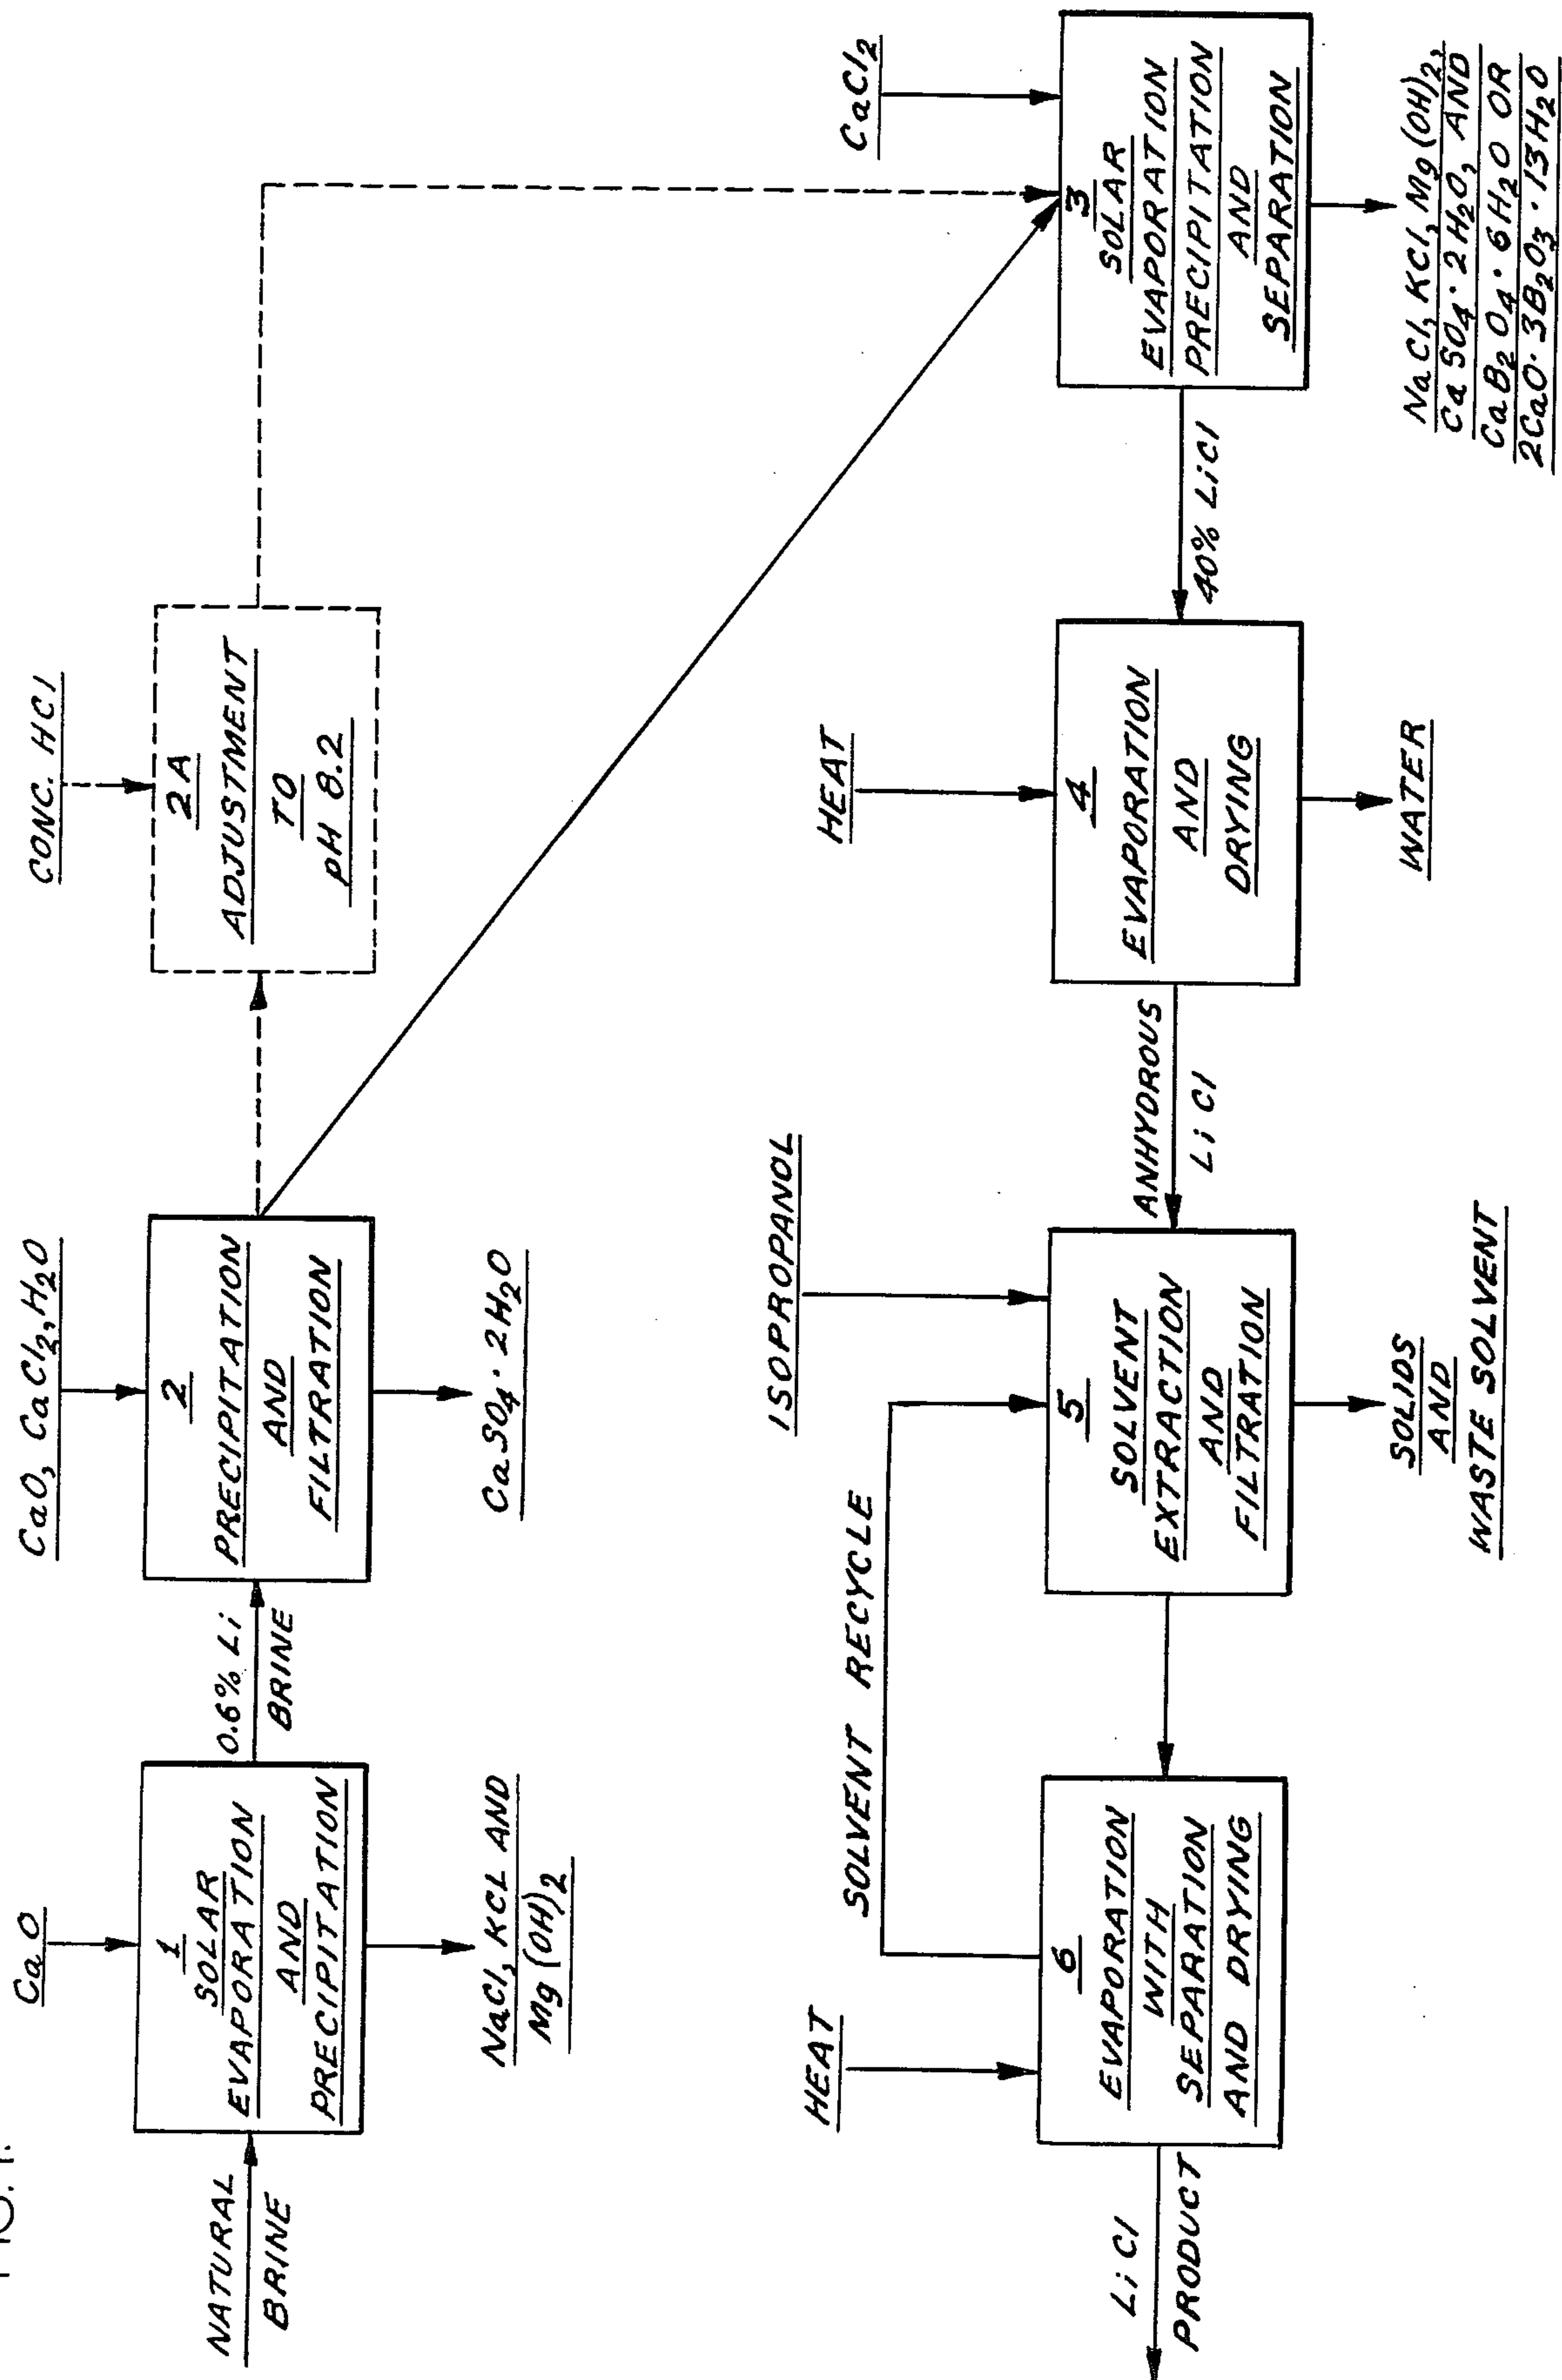 FIG. 1.
CaO
NATURAL
BRINE
1
SOLAR
EVAPORATION
AND
PRECIPITATION
NaCl, KCL AND
Mg (OH)2
0.6% Li
BRINE
CaO, CaCl2, H2O
2
PRECIPITATION
AND
FILTRATION
CaSO4 · 2H2O
CONC. HCl
2A
ADJUSTMENT
TO
pH 8.2
CaCl2
3
SOLAR
EVAPORATION
PRECIPITATION
AND
SEPARATION
NaCl, KCl, Mg (OH)2,
CaSO4 · 2H2O, AND
CaB2O4 · 6H2O OR
2CaO · 3B2O3 · 13H2O
40% LiCl
HEAT
4
EVAPORATION
AND
DRYING
WATER
ANHYDROUS
LiCl
ISOPROPANOL
5
SOLVENT
EXTRACTION
AND
FILTRATION
SOLIDS
AND
WASTE SOLVENT
SOLVENT RECYCLE
HEAT
6
EVAPORATION
WITH
SEPARATION
AND DRYING
LiCl
PRODUCT